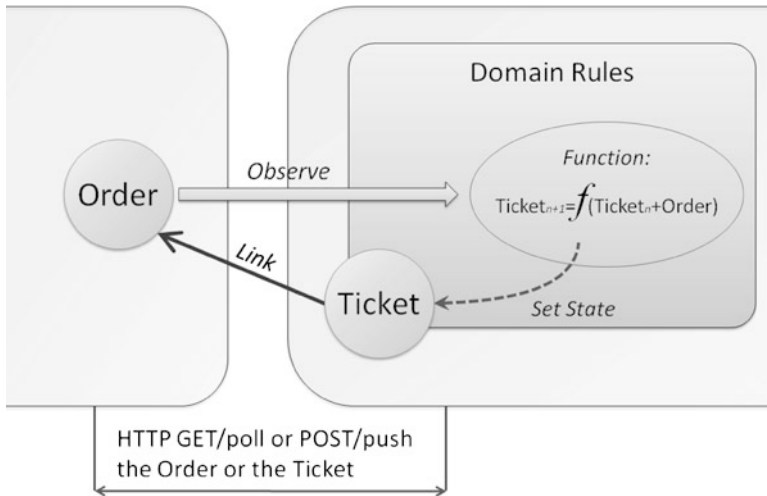 Domain Rules
Function:
Ticketn+1=f(Ticketn+Order)
Order
Observe
Link
Ticket
Set State
HTTP GET/poll or POST/push
the Order or the Ticket